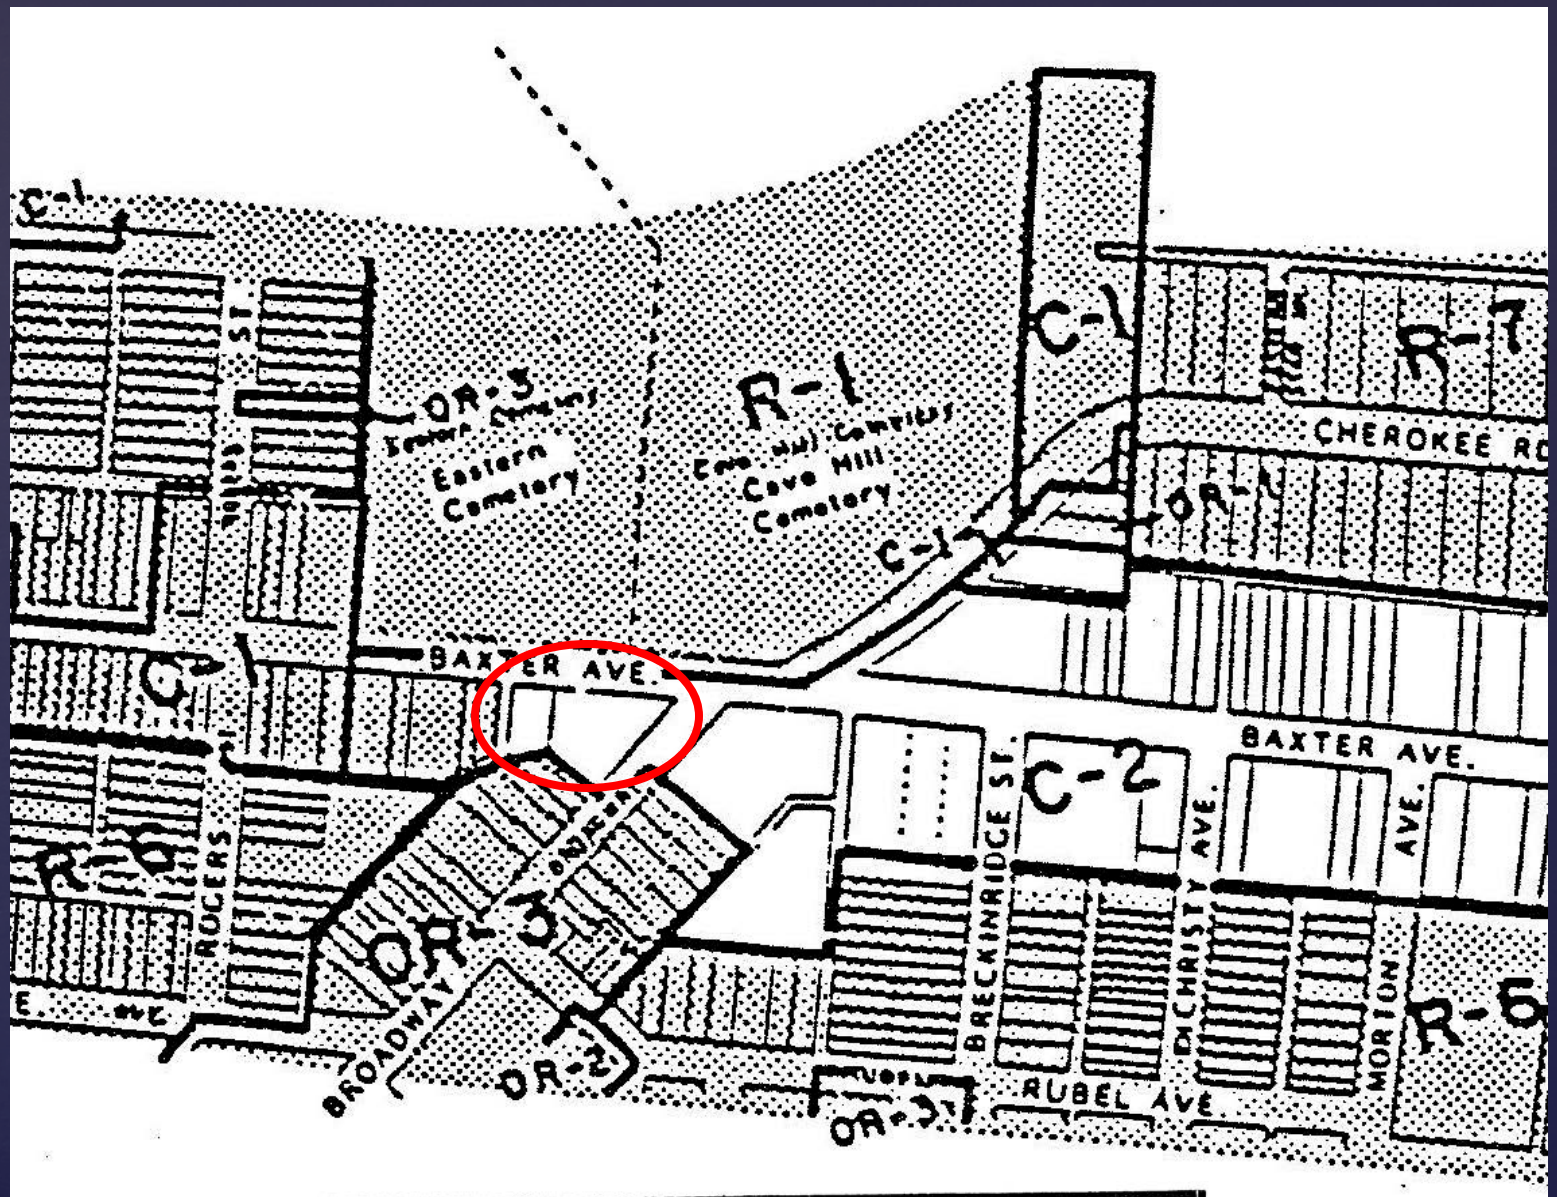 C-1
ST.
C-1
R-7
OR-3
Eastern
Cemetery
R-1
Cave Hill
Cemetery
CHEROKEE RD
C-1
BAXTER AVE.
C-1
BAXTER AVE.
C-2
R-6
ROGERS
OR-3
BROADWAY
BRECKINRIDGE ST.
DICHRISTY AVE.
MORTON AVE.
R-6
E.
AVE
OR-2
OR-3
RUBEL AVE.